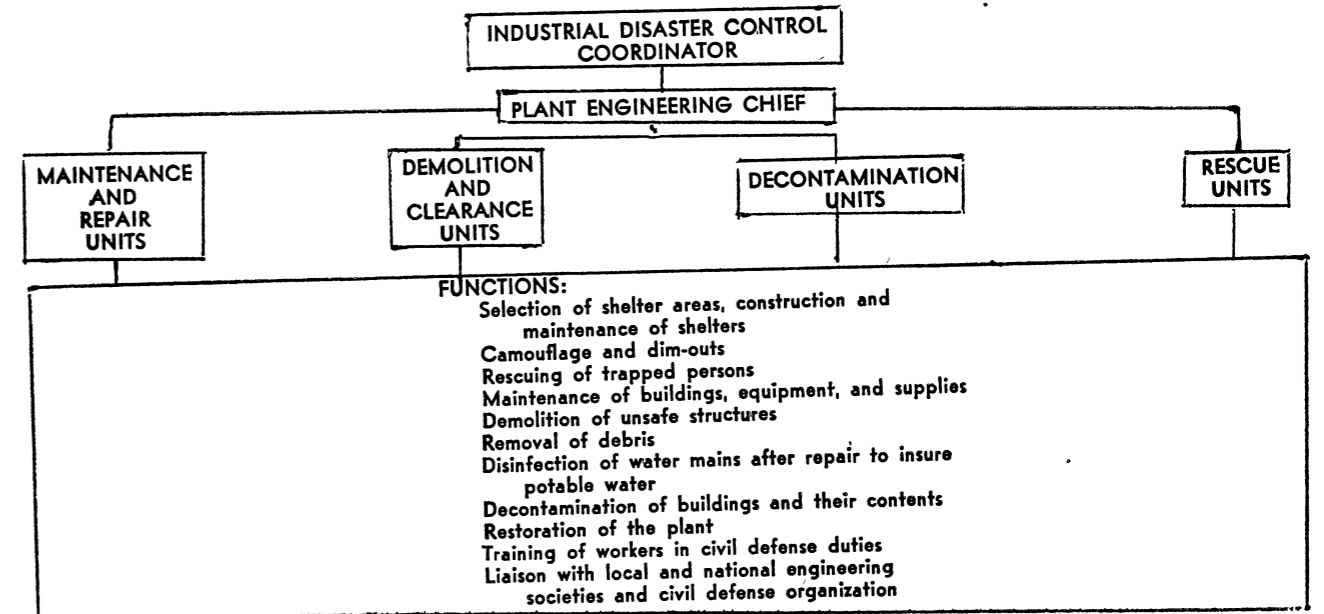 INDUSTRIAL DISASTER CONTROL
COORDINATOR
PLANT ENGINEERING CHIEF
MAINTENANCE
AND
REPAIR
UNITS
DEMOLITION
AND
CLEARANCE
UNITS
DECONTAMINATION
UNITS
RESCUE
UNITS
FUNCTIONS:
Selection of shelter areas, construction and
maintenance of shelters
Camouflage and dim-outs
Rescuing of trapped persons
Maintenance of buildings, equipment, and supplies
Demolition of unsafe structures
Removal of debris
Disinfection of water mains after repair to insure
potable water
Decontamination of buildings and their contents
Restoration of the plant
Training of workers in civil defense duties
Liaison with local and national engineering
societies and civil defense organization